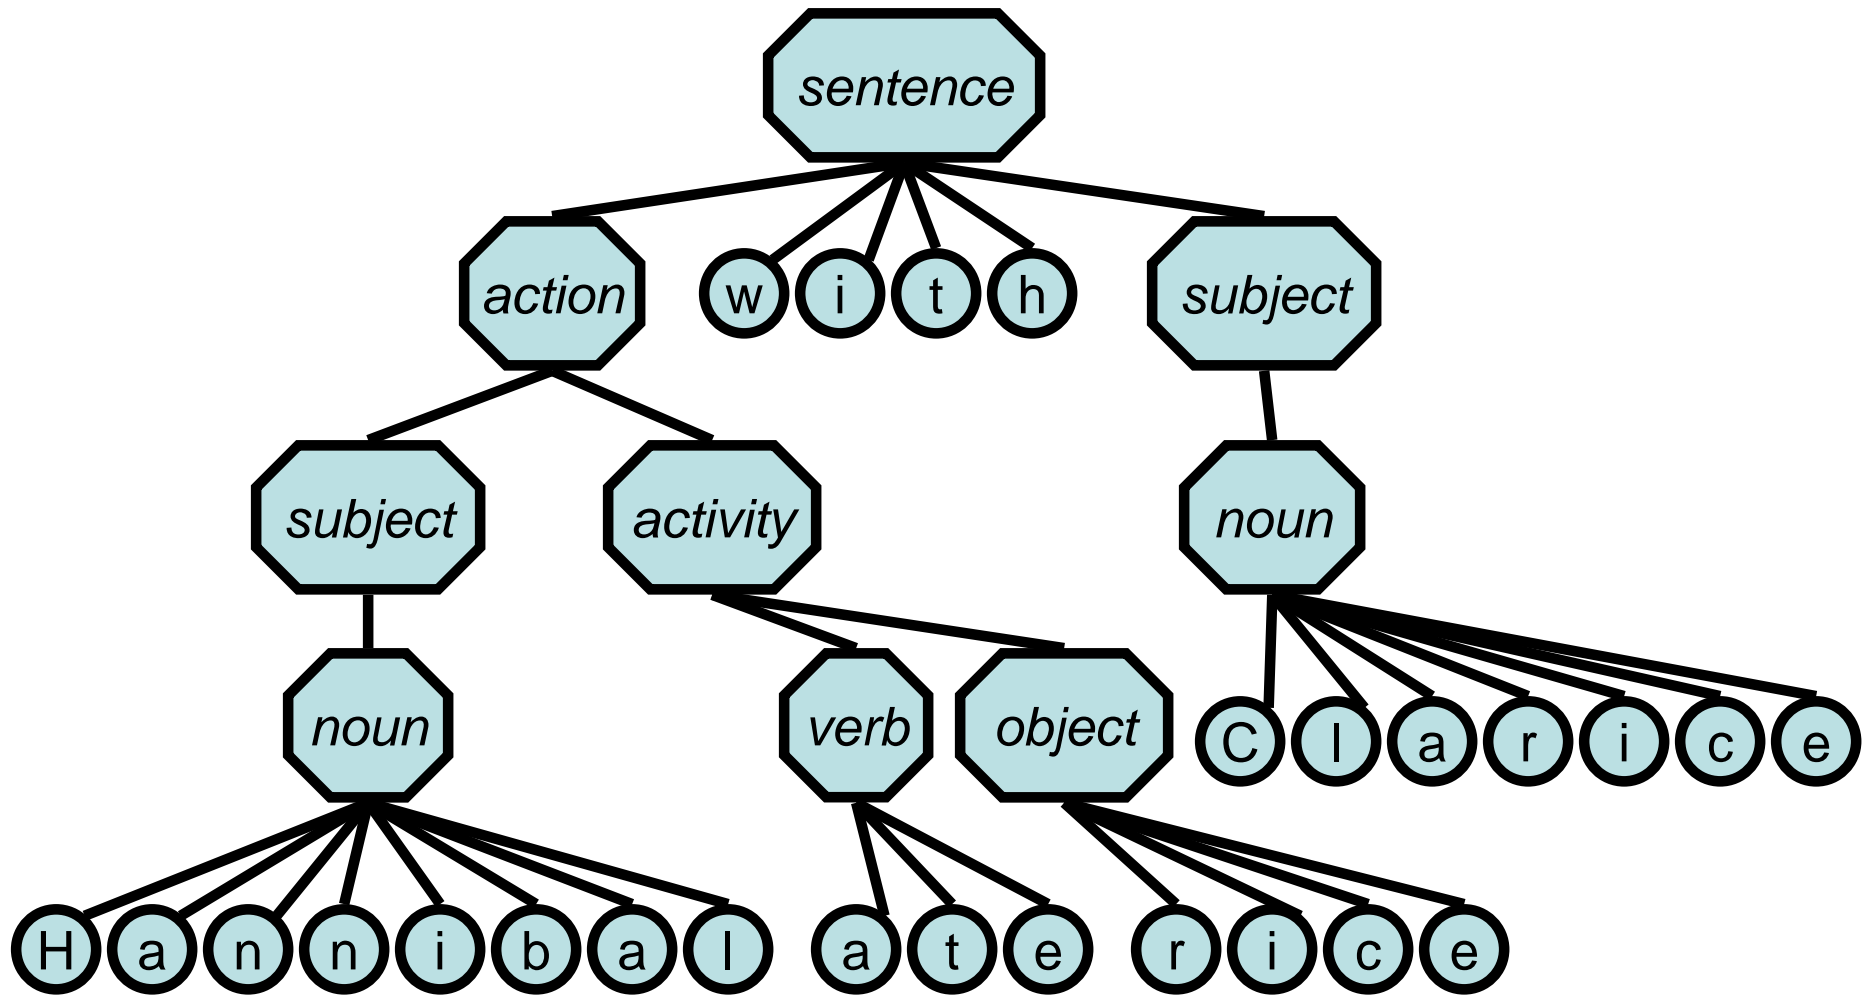 sentence
action w i t h subject
subject activity noun
noun verb object C l a r i c e
H a n n i b a l a t e r i c e